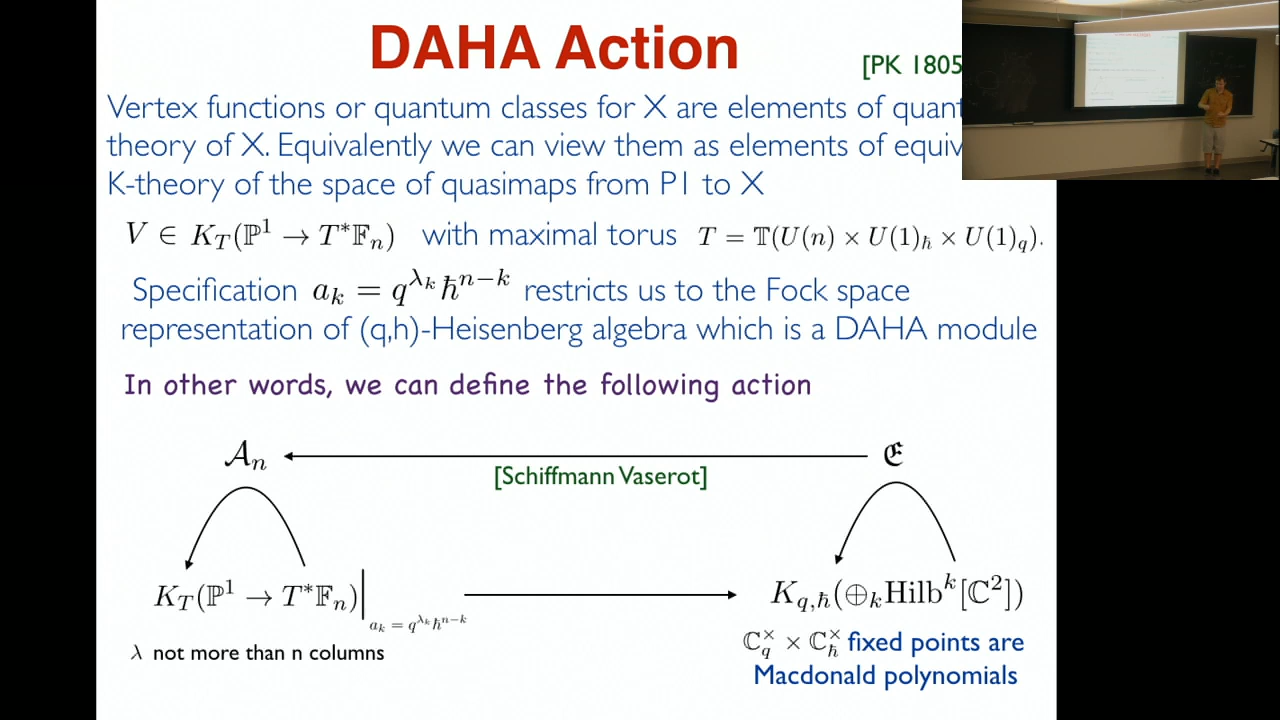 DAHA Action
[PK 1805
Vertex functions or quantum classes for X are elements of quant
theory of X. Equivalently we can view them as elements of equiv
K-theory of the space of quasimaps from P1 to X
V ∈ K_T(ℙ¹ → T*𝔽_n) with maximal torus T = 𝕋(U(n) × U(1)_ħ × U(1)_q).
Specification a_k = q^{λ_k} ħ^{n−k} restricts us to the Fock space
representation of (q,h)-Heisenberg algebra which is a DAHA module
In other words, we can define the following action
𝒜_n 𝕰
[Schiffmann Vaserot]
K_T(ℙ¹ → T*𝔽_n)| K_{q,ħ}(⊕_k Hilb^k[ℂ²])
a_k = q^{λ_k} ħ^{n−k}
λ not more than n columns
ℂ^×_q × ℂ^×_ħ fixed points are
Macdonald polynomials